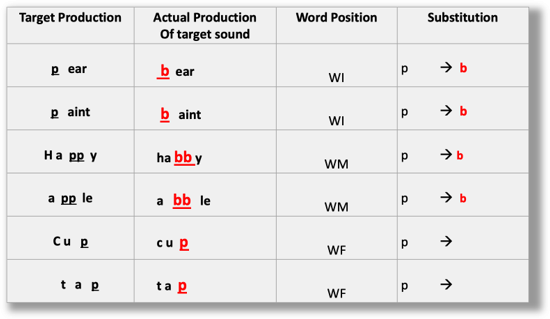 Target Production Actual Production Word Position Substitution
Of target sound
p ear b ear WI p → b
p aint b aint WI p → b
H a pp y ha bb y WM p → b
a pp le a bb le WM p → b
C u p c u p WF p →
t a p t a p WF p →